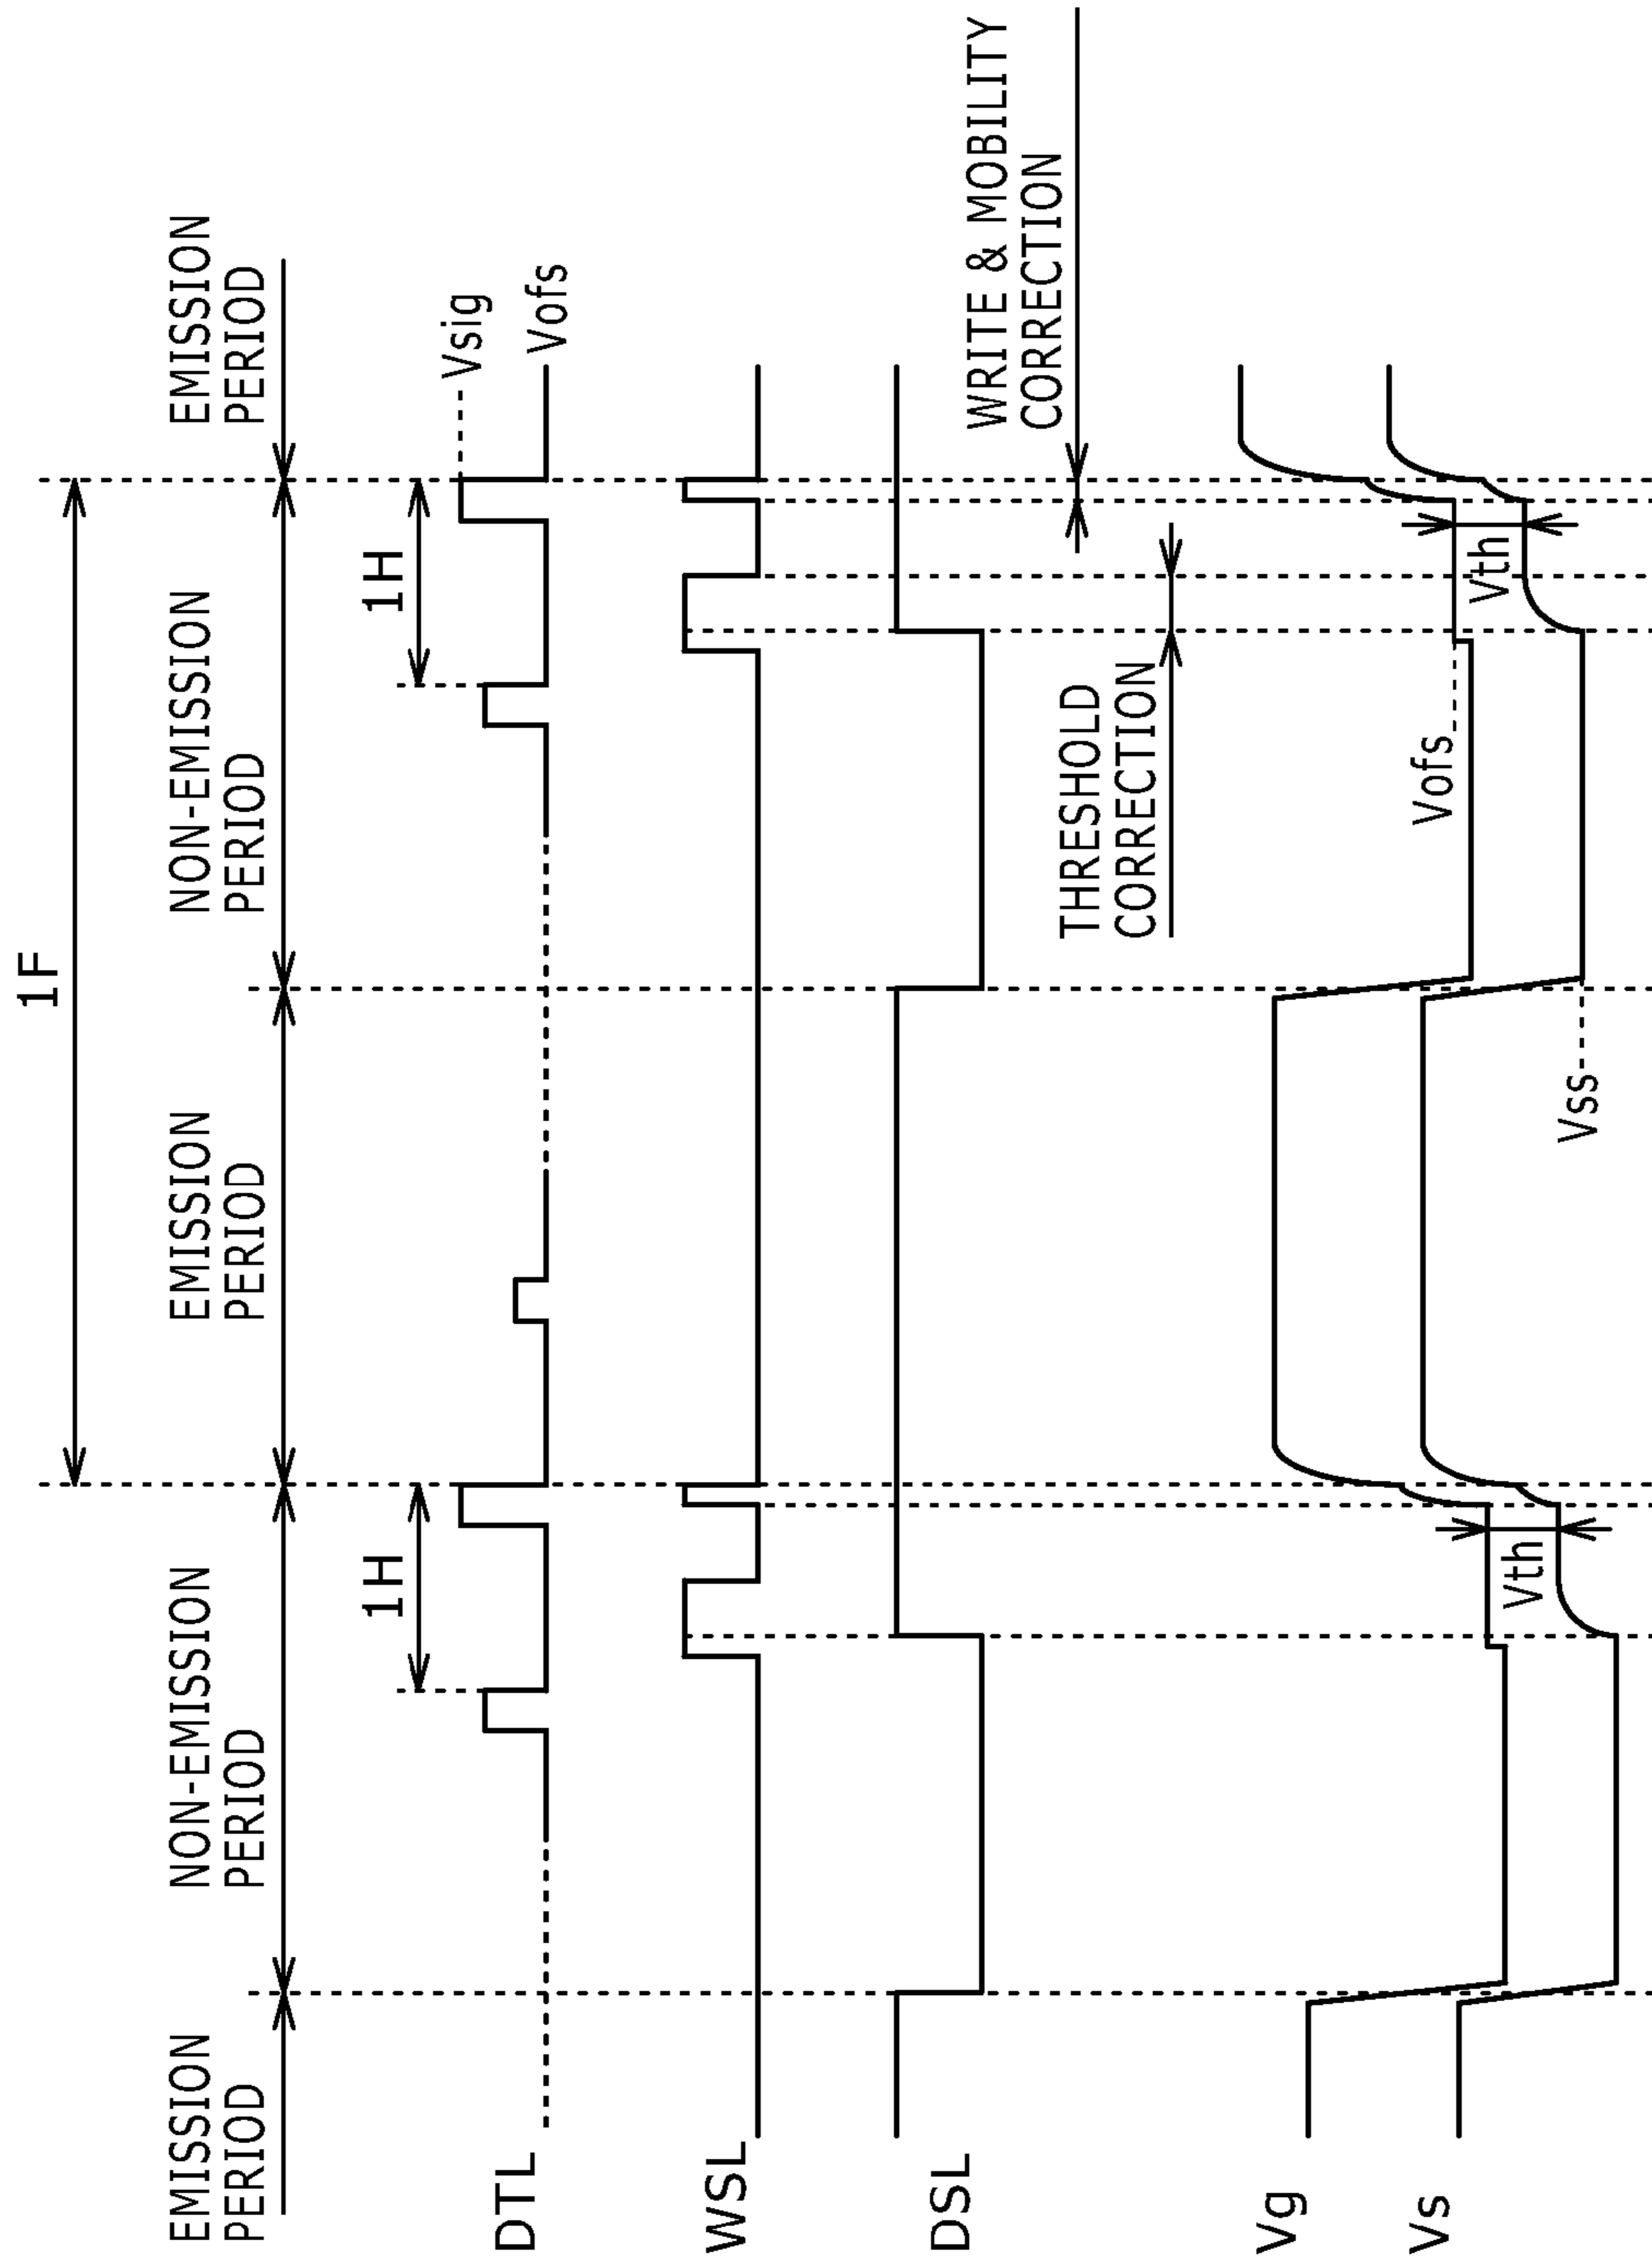 1F
EMISSION
PERIOD
NON-EMISSION
PERIOD
EMISSION
PERIOD
NON-EMISSION
PERIOD
EMISSION
PERIOD
1H
1H
Vsig
DTL
Vofs
WSL
DSL
WRITE & MOBILITY
CORRECTION
THRESHOLD
CORRECTION
Vg
Vofs
Vth
Vs
Vth
Vss